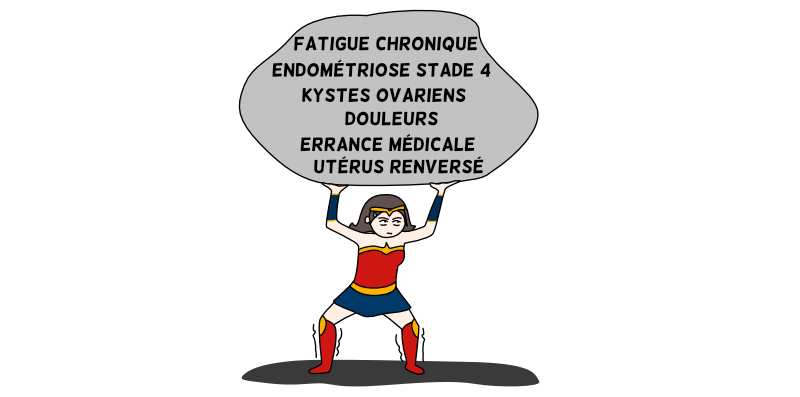 FATIGUE CHRONIQUE
ENDOMÉTRIOSE STADE 4
KYSTES OVARIENS
DOULEURS
ERRANCE MÉDICALE
UTÉRUS RENVERSÉ